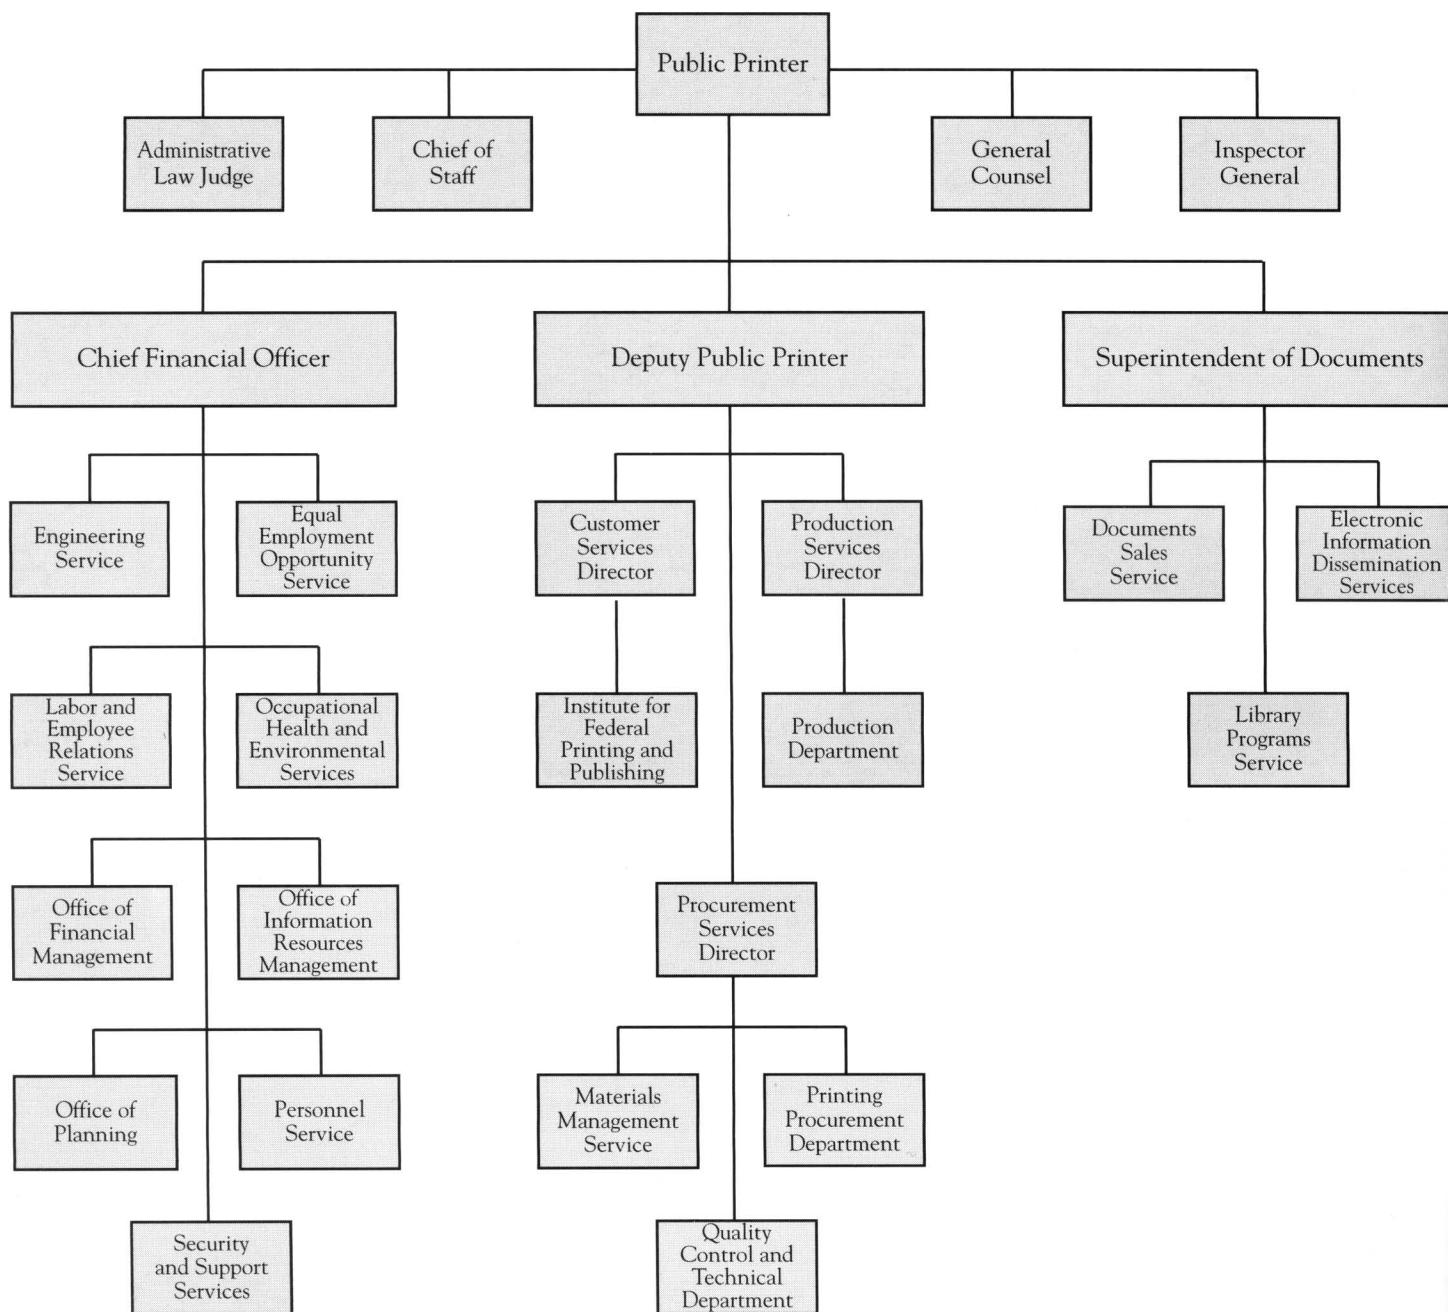 Public Printer
Administrative
Law Judge
Chief of
Staff
General
Counsel
Inspector
General
Chief Financial Officer
Deputy Public Printer
Superintendent of Documents
Engineering
Service
Equal
Employment
Opportunity
Service
Customer
Services
Director
Production
Services
Director
Documents
Sales
Service
Electronic
Information
Dissemination
Services
Labor and
Employee
Relations
Service
Occupational
Health and
Environmental
Services
Institute for
Federal
Printing and
Publishing
Production
Department
Library
Programs
Service
Office of
Financial
Management
Office of
Information
Resources
Management
Procurement
Services
Director
Office of
Planning
Personnel
Service
Materials
Management
Service
Printing
Procurement
Department
Security
and Support
Services
Quality
Control and
Technical
Department